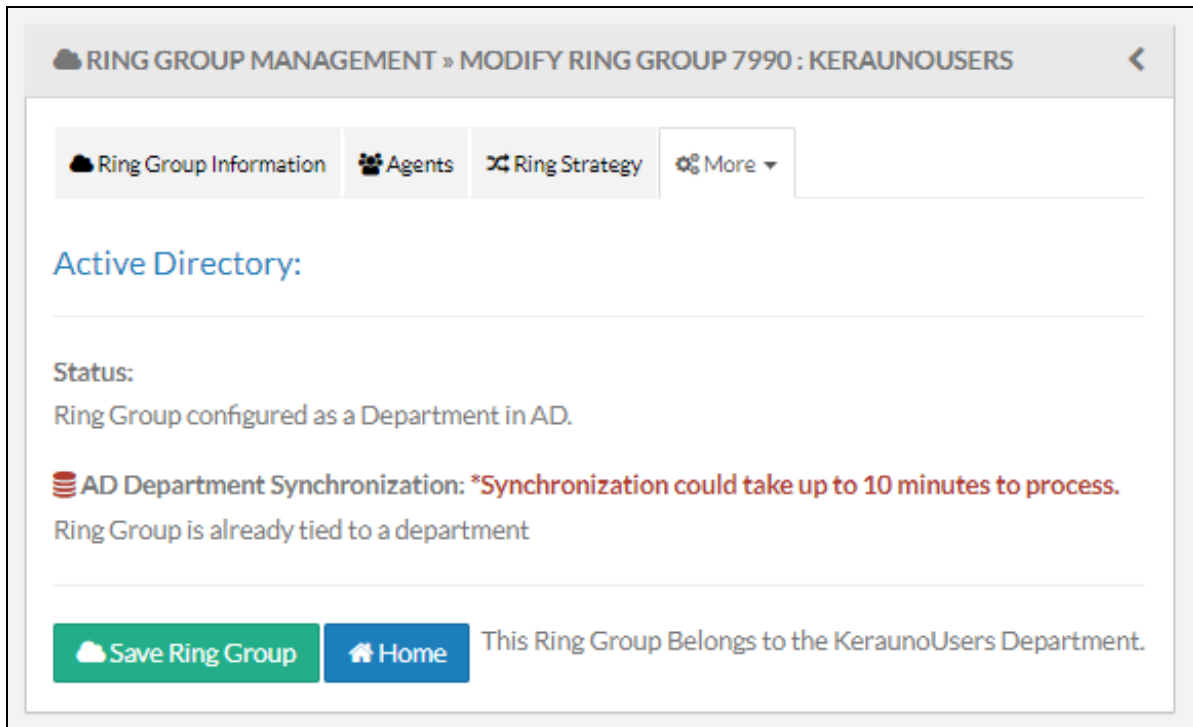 RING GROUP MANAGEMENT » MODIFY RING GROUP 7990 : KERAUNOUSERS
Ring Group Information Agents Ring Strategy More
Active Directory:
Status:
Ring Group configured as a Department in AD.
AD Department Synchronization: *Synchronization could take up to 10 minutes to process.
Ring Group is already tied to a department
Save Ring Group Home This Ring Group Belongs to the KeraunoUsers Department.